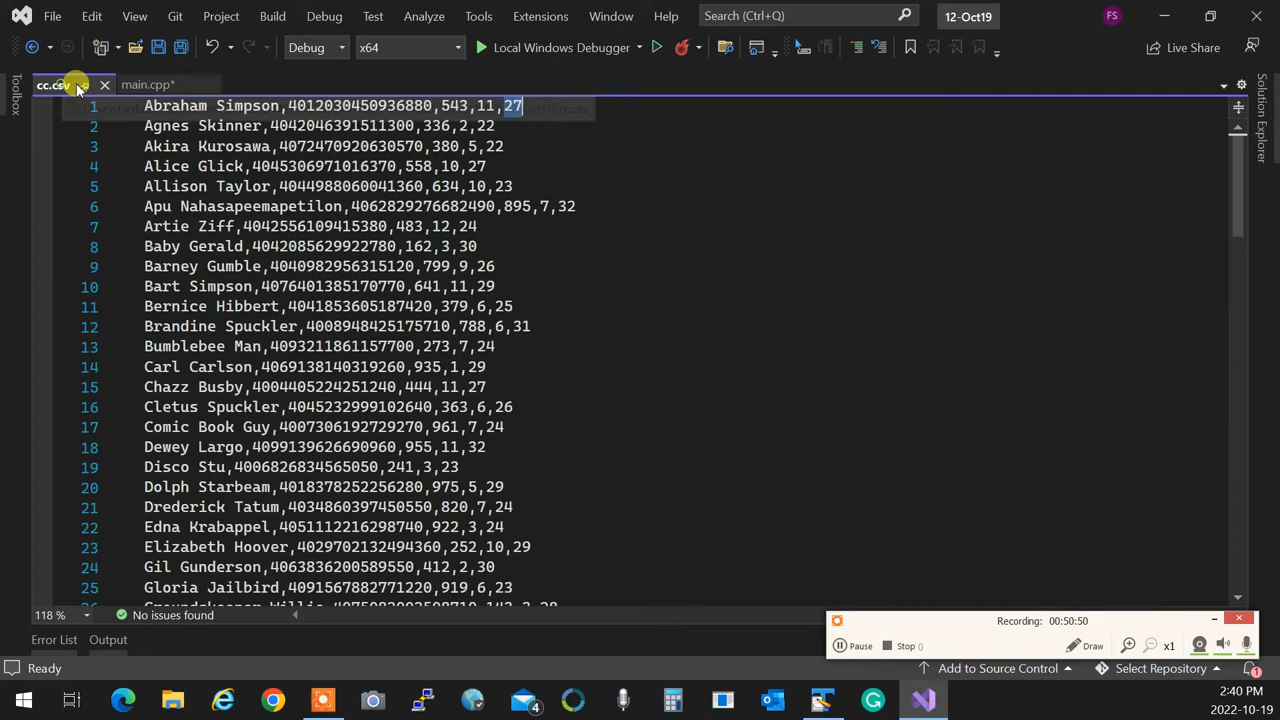 File Edit View Git Project Build Debug Test Analyze Tools Extensions Window Help Search (Ctrl+Q) 12-Oct19 FS
Debug x64 Local Windows Debugger Live Share
Toolbox
cc.csv main.cpp*
Solution Explorer
1 Abraham Simpson,4012030450936880,543,11,27
2 Agnes Skinner,4042046391511300,336,2,22
3 Akira Kurosawa,4072470920630570,380,5,22
4 Alice Glick,404530697101​6370,558,10,27
5 Allison Taylor,4044988060041360,634,10,23
6 Apu Nahasapeemapetilon,4062829276682490,895,7,32
7 Artie Ziff,4042556109415380,483,12,24
8 Baby Gerald,4042085629922780,162,3,30
9 Barney Gumble,4040982956315120,799,9,26
10 Bart Simpson,4076401385170770,641,11,29
11 Bernice Hibbert,4041853605187420,379,6,25
12 Brandine Spuckler,4008948425175710,788,6,31
13 Bumblebee Man,4093211861157700,273,7,24
14 Carl Carlson,4069138140319260,935,1,29
15 Chazz Busby,4004405224251240,444,11,27
16 Cletus Spuckler,4045232999102640,363,6,26
17 Comic Book Guy,4007306192729270,961,7,24
18 Dewey Largo,4099139626690960,955,11,32
19 Disco Stu,4006826834565050,241,3,23
20 Dolph Starbeam,4018378252256280,975,5,29
21 Drederick Tatum,4034860397450550,820,7,24
22 Edna Krabappel,4051112216298740,922,3,24
23 Elizabeth Hoover,4029702132494360,252,10,29
24 Gil Gunderson,4063836200589550,412,2,30
25 Gloria Jailbird,4091567882771220,919,6,23
118 % No issues found
Recording: 00:50:50
Pause Stop () x1 Draw
Error List Output
Ready Add to Source Control Select Repository 1
4
2:40 PM
2022-10-19